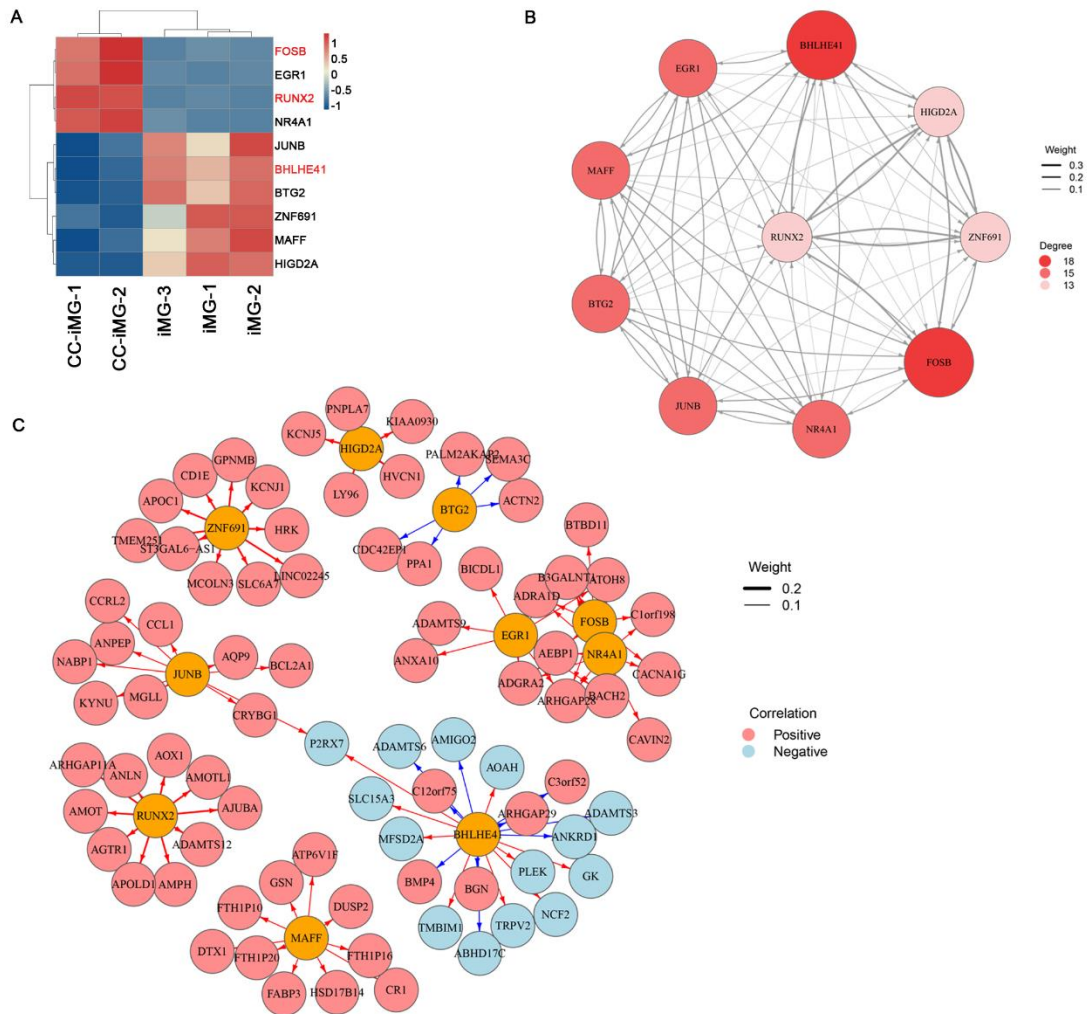 A
FOSB
EGR1
RUNX2
NR4A1
JUNB
BHLHE41
BTG2
ZNF691
MAFF
HIGD2A
1
0.5
0
-0.5
-1
CC-iMG-1
CC-iMG-2
iMG-3
iMG-1
iMG-2
B
BHLHE41
EGR1
HIGD2A
MAFF
RUNX2
ZNF691
BTG2
FOSB
JUNB
NR4A1
Weight
0.3
0.2
0.1
Degree
18
15
13
C
PNPLA7
KCNJ5
KIAA0930
HIGD2A
HVCN1
LY96
GPNMB
CD1E
KCNJ1
APOC1
ZNF691
HRK
TMEM251
ST3GAL6-AS1
MCOLN3
SLC6A7
LINC02245
PALM2AKAP2
SEMA3C
BTG2
ACTN2
CDC42EP1
PPA1
BTBD11
BICDL1
B3GALNT1
ATOH8
ADRA1D
ADAMTS9
EGR1
FOSB
C1orf198
ANXA10
AEBP1
NR4A1
ADGRA2
CACNA1G
ARHGAP28
BACH2
CAVIN2
CCRL2
CCL1
ANPEP
NABP1
AQP9
BCL2A1
JUNB
KYNU
MGLL
CRYBG1
P2RX7
Weight
0.2
0.1
Correlation
Positive
Negative
AOX1
ARHGAP11A
ANLN
AMOTL1
AMOT
RUNX2
AJUBA
AGTR1
ADAMTS12
APOLD1
AMPH
ADAMTS6
AMIGO2
AOAH
C12orf75
C3orf52
SLC15A3
ARHGAP29
ADAMTS3
MFSD2A
BHLHE41
ANKRD1
BMP4
BGN
PLEK
GK
TMBIM1
TRPV2
NCF2
ABHD17C
ATP6V1F
GSN
FTH1P10
DUSP2
MAFF
DTX1
FTH1P20
FTH1P16
FABP3
HSD17B14
CR1